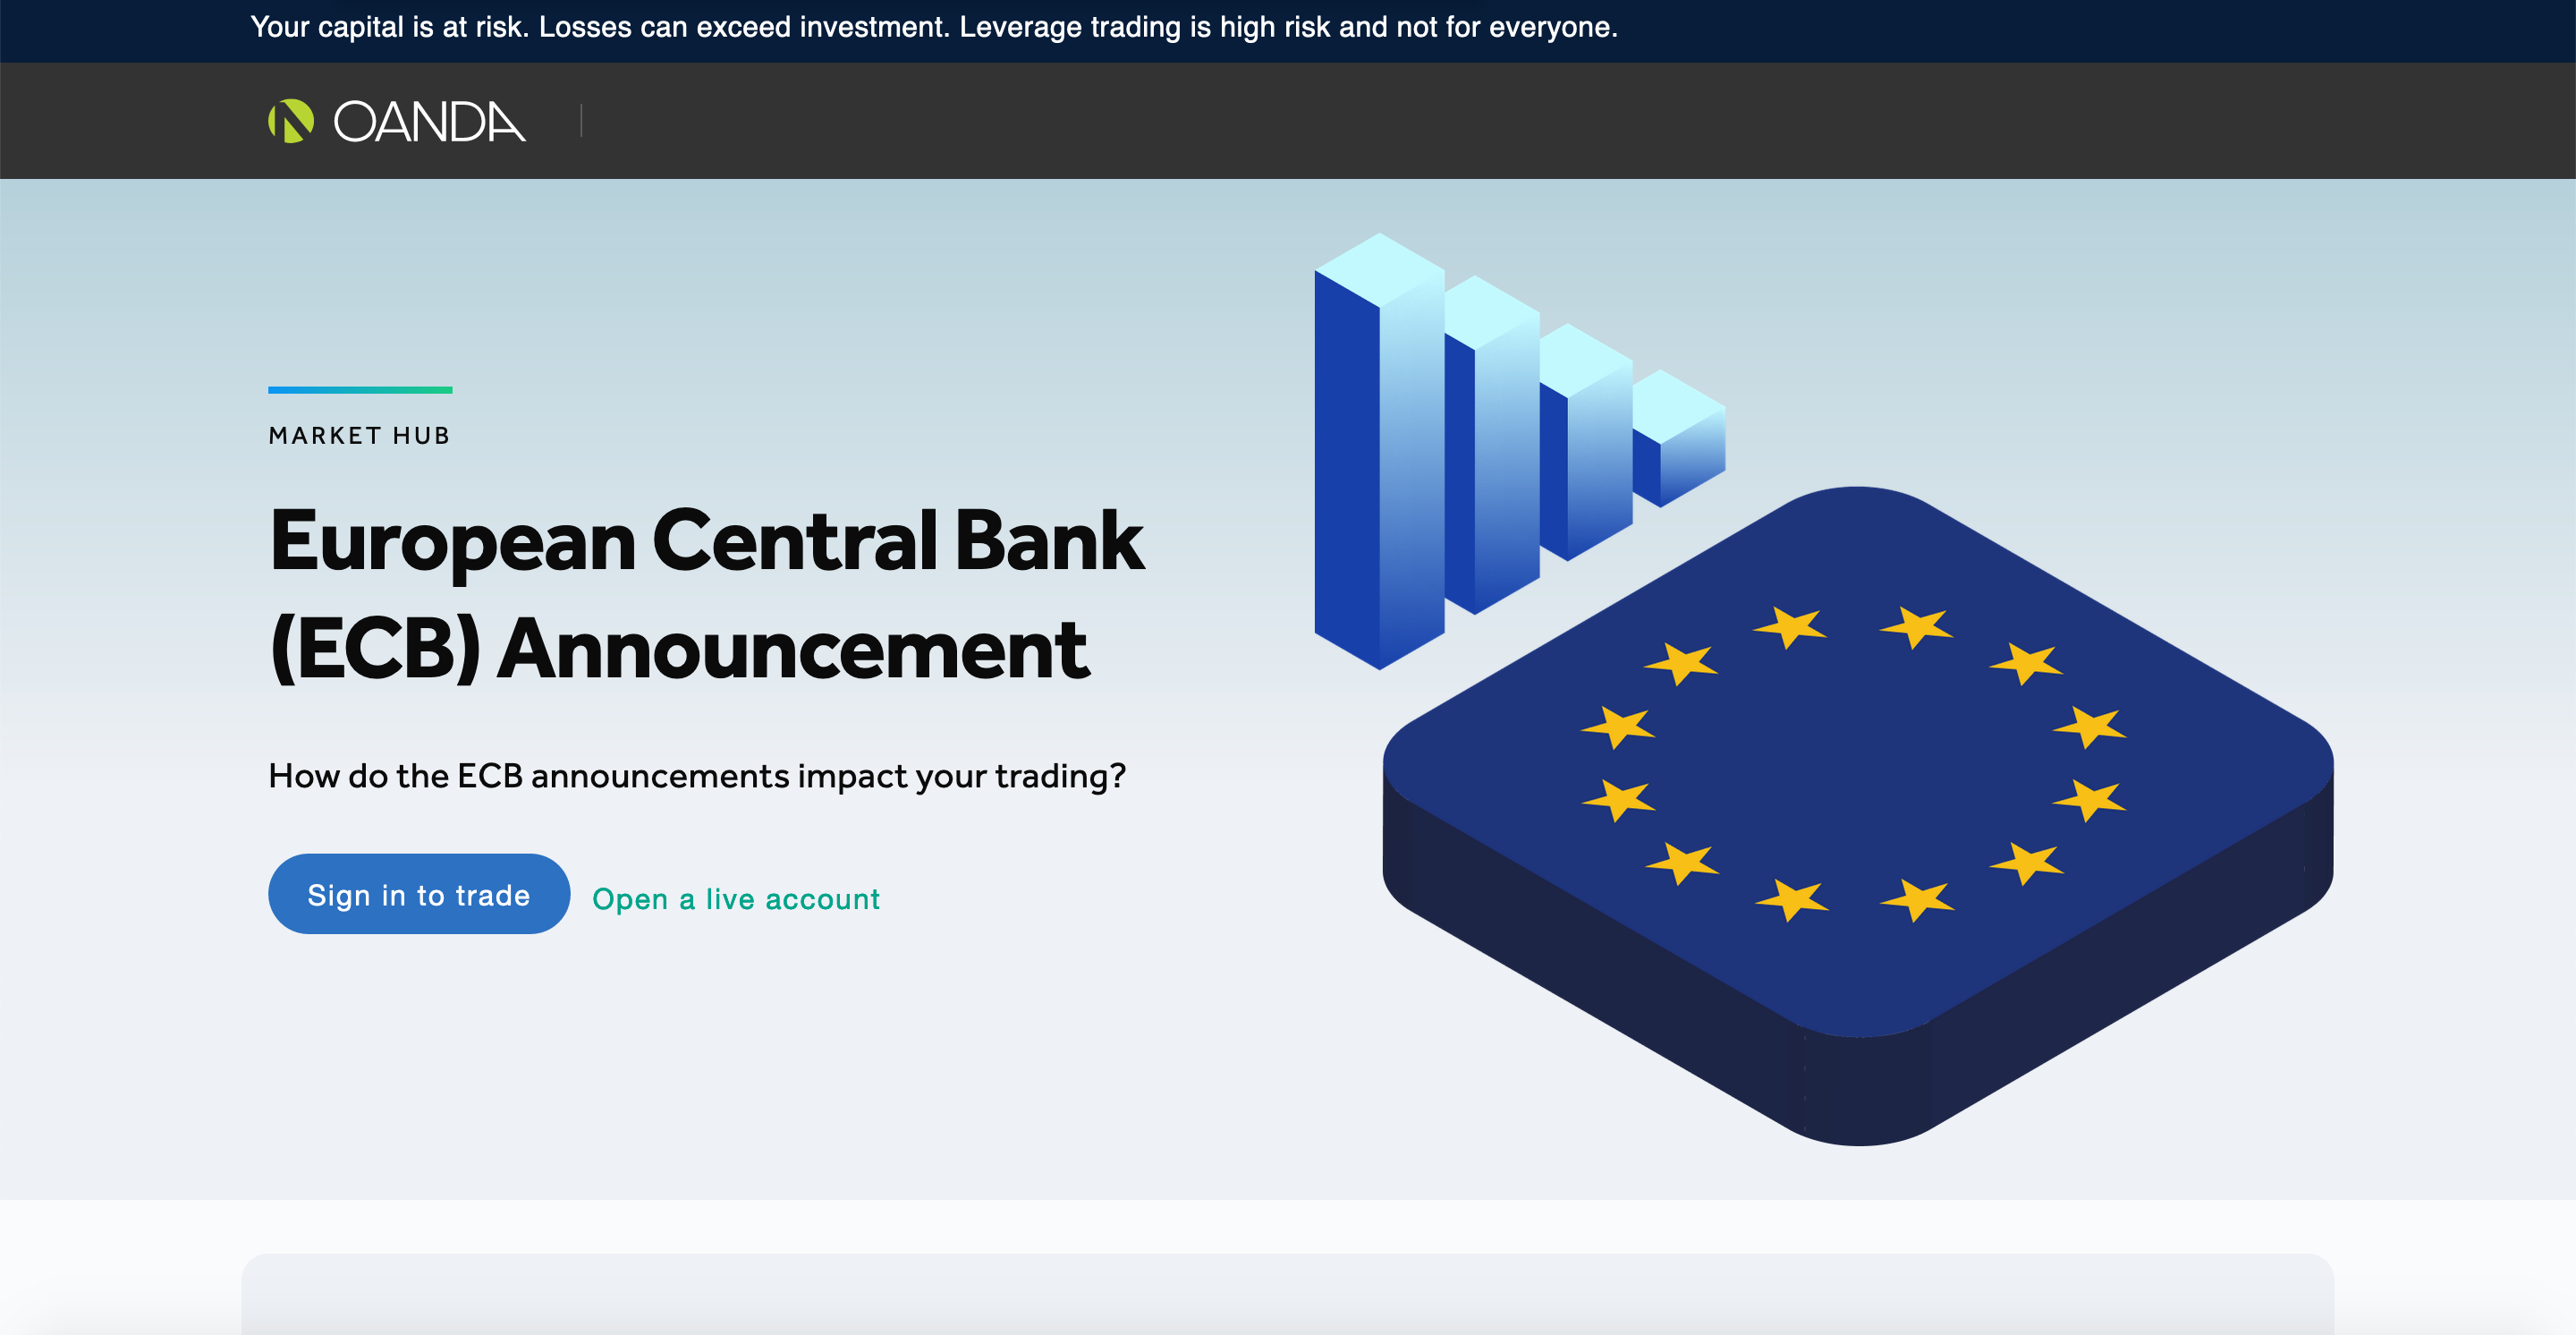 Your capital is at risk. Losses can exceed investment. Leverage trading is high risk and not for everyone.
OANDA
MARKET HUB
European Central Bank
(ECB) Announcement
How do the ECB announcements impact your trading?
Sign in to trade
Open a live account